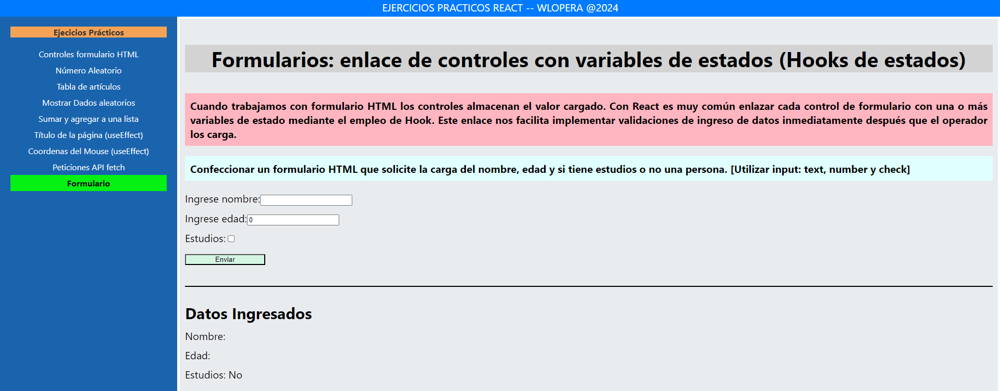 EJERCICIOS PRACTICOS REACT -- WLOPERA @2024
Ejecicios Prácticos
Controles formulario HTML
Número Aleatorio
Tabla de artículos
Mostrar Dados aleatorios
Sumar y agregar a una lista
Título de la página (useEffect)
Coordenas del Mouse (useEffect)
Peticiones API fetch
Formulario
Formularios: enlace de controles con variables de estados (Hooks de estados)
Cuando trabajamos con formulario HTML los controles almacenan el valor cargado. Con React es muy común enlazar cada control de formulario con una o más
variables de estado mediante el empleo de Hook. Este enlace nos facilita implementar validaciones de ingreso de datos inmediatamente después que el operador
los carga.
Confeccionar un formulario HTML que solicite la carga del nombre, edad y si tiene estudios o no una persona. [Utilizar input: text, number y check]
Ingrese nombre:
Ingrese edad: 0
Estudios:
Enviar
Datos Ingresados
Nombre:
Edad:
Estudios: No